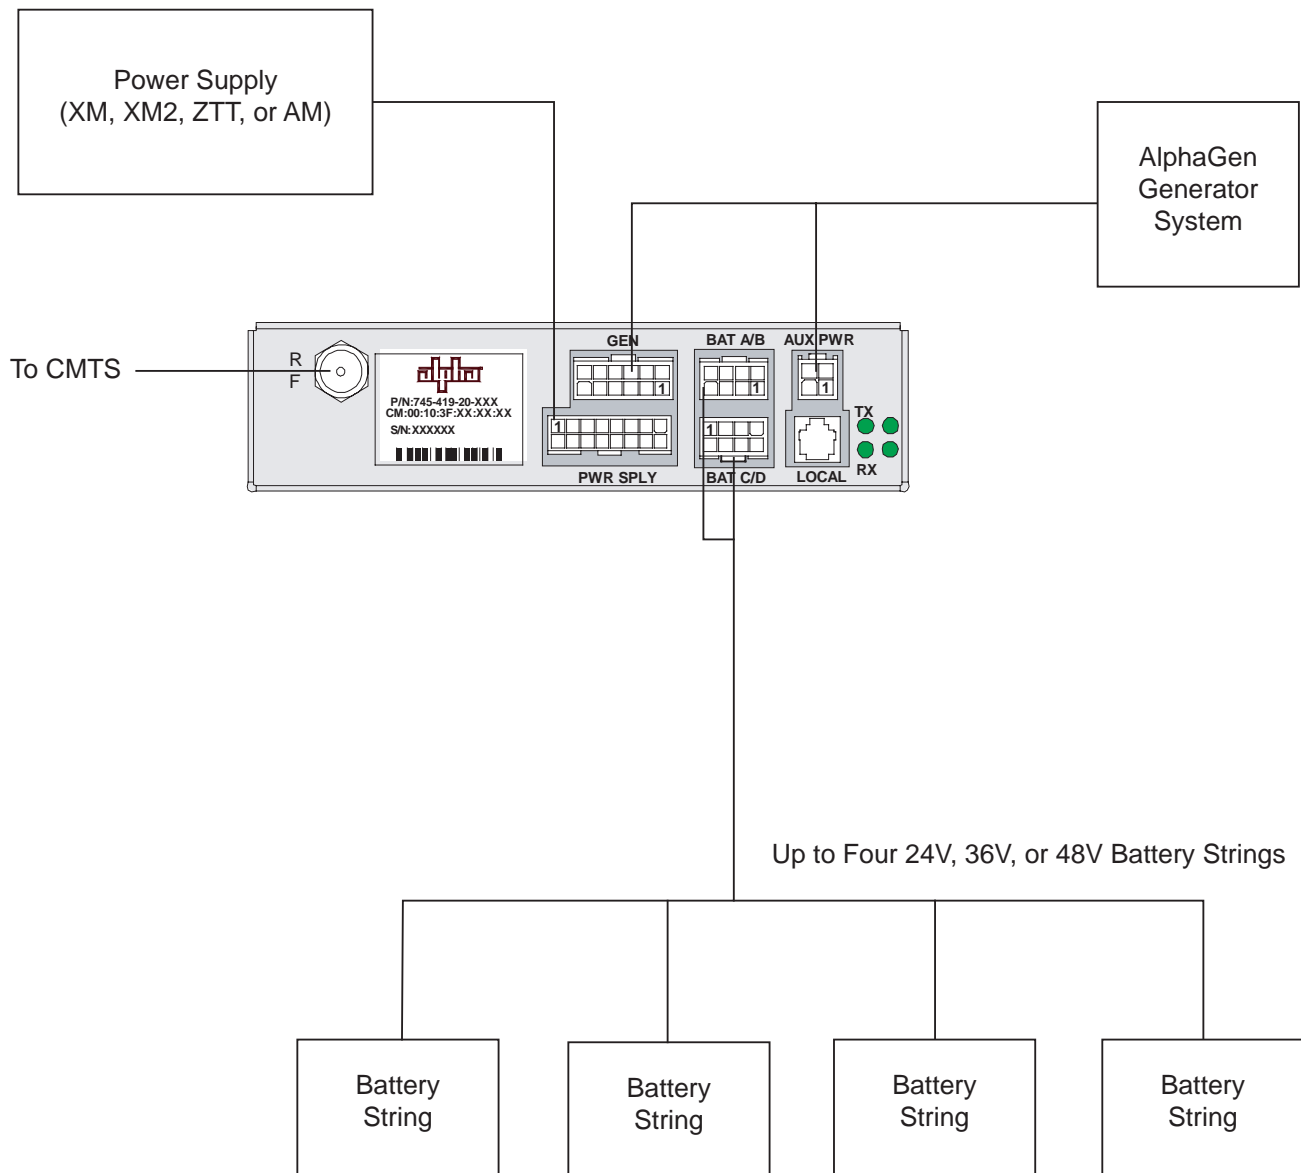 Power Supply
(XM, XM2, ZTT, or AM)
AlphaGen
Generator
System
To CMTS
R
F
alpha
P/N:745-419-20-XXX
CM:00:10:3F:XX:XX:XX
S/N:XXXXXX
GEN
1
1
PWR SPLY
BAT A/B
1
1
BAT C/D
AUX PWR
1
LOCAL
TX
RX
Up to Four 24V, 36V, or 48V Battery Strings
Battery
String
Battery
String
Battery
String
Battery
String